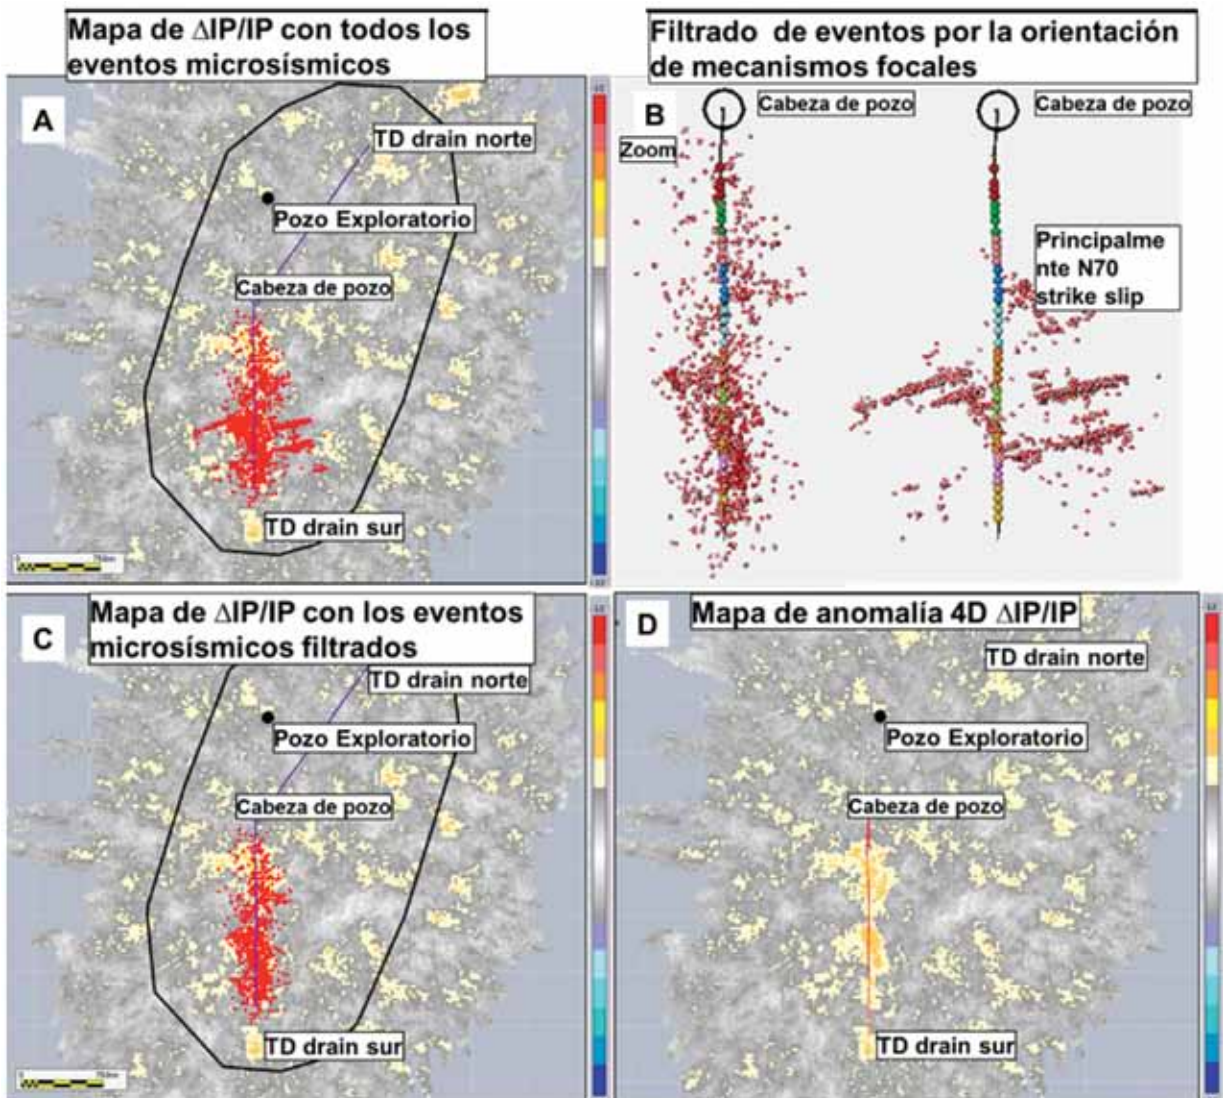 Mapa de ΔIP/IP con todos los
eventos microsísmicos
A
TD drain norte
Pozo Exploratorio
Cabeza de pozo
TD drain sur
Filtrado de eventos por la orientación
de mecanismos focales
B
Cabeza de pozo
Cabeza de pozo
Zoom
Principalme
nte N70
strike slip
C
Mapa de ΔIP/IP con los eventos
microsísmicos filtrados
TD drain norte
Pozo Exploratorio
Cabeza de pozo
TD drain sur
D
Mapa de anomalía 4D ΔIP/IP
TD drain norte
Pozo Exploratorio
Cabeza de pozo
TD drain sur